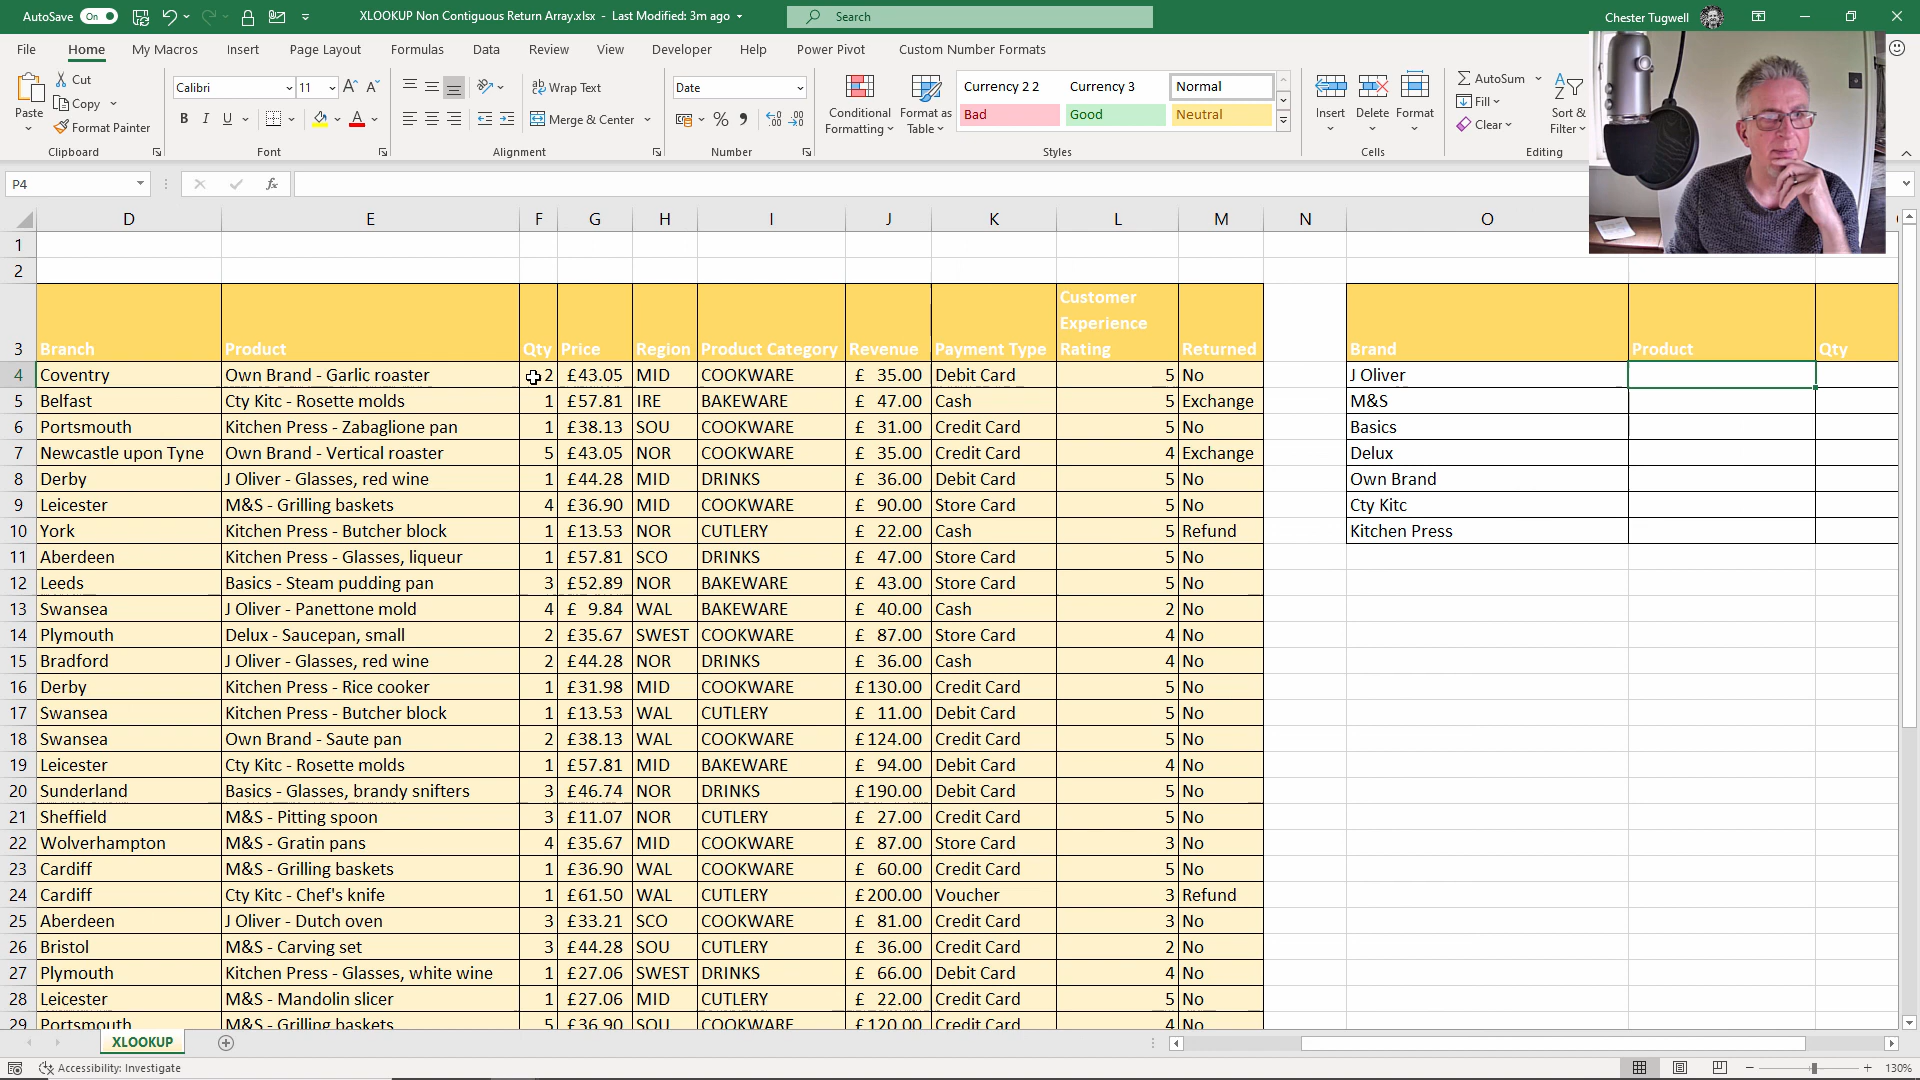 AutoSave On XLOOKUP Non Contiguous Return Array.xlsx - Last Modified: 3m ago Search Chester Tugwell
File Home My Macros Insert Page Layout Formulas Data Review View Developer Help Power Pivot Custom Number Formats
Paste Cut Copy Format Painter
Calibri 11
B I U A
Wrap Text
Merge & Center
Date
Conditional Formatting Format as Table
Currency 2 2 Currency 3 Normal
Bad Good Neutral
Insert Delete Format
AutoSum Fill Clear
Sort & Filter
Clipboard Font Alignment Number Styles Cells Editing
P4 fx
D E F G H I J K L M N O
1
2
3 Branch Product Qty Price Region Product Category Revenue Payment Type Customer Experience Rating Returned Brand Product Qty
4 Coventry Own Brand - Garlic roaster 2 £43.05 MID COOKWARE £ 35.00 Debit Card 5 No J Oliver
5 Belfast Cty Kitc - Rosette molds 1 £57.81 IRE BAKEWARE £ 47.00 Cash 5 Exchange M&S
6 Portsmouth Kitchen Press - Zabaglione pan 1 £38.13 SOU COOKWARE £ 31.00 Credit Card 5 No Basics
7 Newcastle upon Tyne Own Brand - Vertical roaster 5 £43.05 NOR COOKWARE £ 35.00 Credit Card 4 Exchange Delux
8 Derby J Oliver - Glasses, red wine 1 £44.28 MID DRINKS £ 36.00 Debit Card 5 No Own Brand
9 Leicester M&S - Grilling baskets 4 £36.90 MID COOKWARE £ 90.00 Store Card 5 No Cty Kitc
10 York Kitchen Press - Butcher block 1 £13.53 NOR CUTLERY £ 22.00 Cash 5 Refund Kitchen Press
11 Aberdeen Kitchen Press - Glasses, liqueur 1 £57.81 SCO DRINKS £ 47.00 Store Card 5 No
12 Leeds Basics - Steam pudding pan 3 £52.89 NOR BAKEWARE £ 43.00 Store Card 5 No
13 Swansea J Oliver - Panettone mold 4 £ 9.84 WAL BAKEWARE £ 40.00 Cash 2 No
14 Plymouth Delux - Saucepan, small 2 £35.67 SWEST COOKWARE £ 87.00 Store Card 4 No
15 Bradford J Oliver - Glasses, red wine 2 £44.28 NOR DRINKS £ 36.00 Cash 4 No
16 Derby Kitchen Press - Rice cooker 1 £31.98 MID COOKWARE £130.00 Credit Card 5 No
17 Swansea Kitchen Press - Butcher block 1 £13.53 WAL CUTLERY £ 11.00 Debit Card 5 No
18 Swansea Own Brand - Saute pan 2 £38.13 WAL COOKWARE £124.00 Credit Card 5 No
19 Leicester Cty Kitc - Rosette molds 1 £57.81 MID BAKEWARE £ 94.00 Debit Card 4 No
20 Sunderland Basics - Glasses, brandy snifters 3 £46.74 NOR DRINKS £190.00 Debit Card 5 No
21 Sheffield M&S - Pitting spoon 3 £11.07 NOR CUTLERY £ 27.00 Credit Card 5 No
22 Wolverhampton M&S - Gratin pans 4 £35.67 MID COOKWARE £ 87.00 Store Card 3 No
23 Cardiff M&S - Grilling baskets 1 £36.90 WAL COOKWARE £ 60.00 Credit Card 5 No
24 Cardiff Cty Kitc - Chef's knife 1 £61.50 WAL CUTLERY £200.00 Voucher 3 Refund
25 Aberdeen J Oliver - Dutch oven 3 £33.21 SCO COOKWARE £ 81.00 Credit Card 3 No
26 Bristol M&S - Carving set 3 £44.28 SOU CUTLERY £ 36.00 Credit Card 2 No
27 Plymouth Kitchen Press - Glasses, white wine 1 £27.06 SWEST DRINKS £ 66.00 Debit Card 4 No
28 Leicester M&S - Mandolin slicer 1 £27.06 MID CUTLERY £ 22.00 Credit Card 5 No
29 Portsmouth M&S - Grilling baskets 5 £36.90 SOU COOKWARE £120.00 Credit Card 4 No
XLOOKUP
Accessibility: Investigate 130%